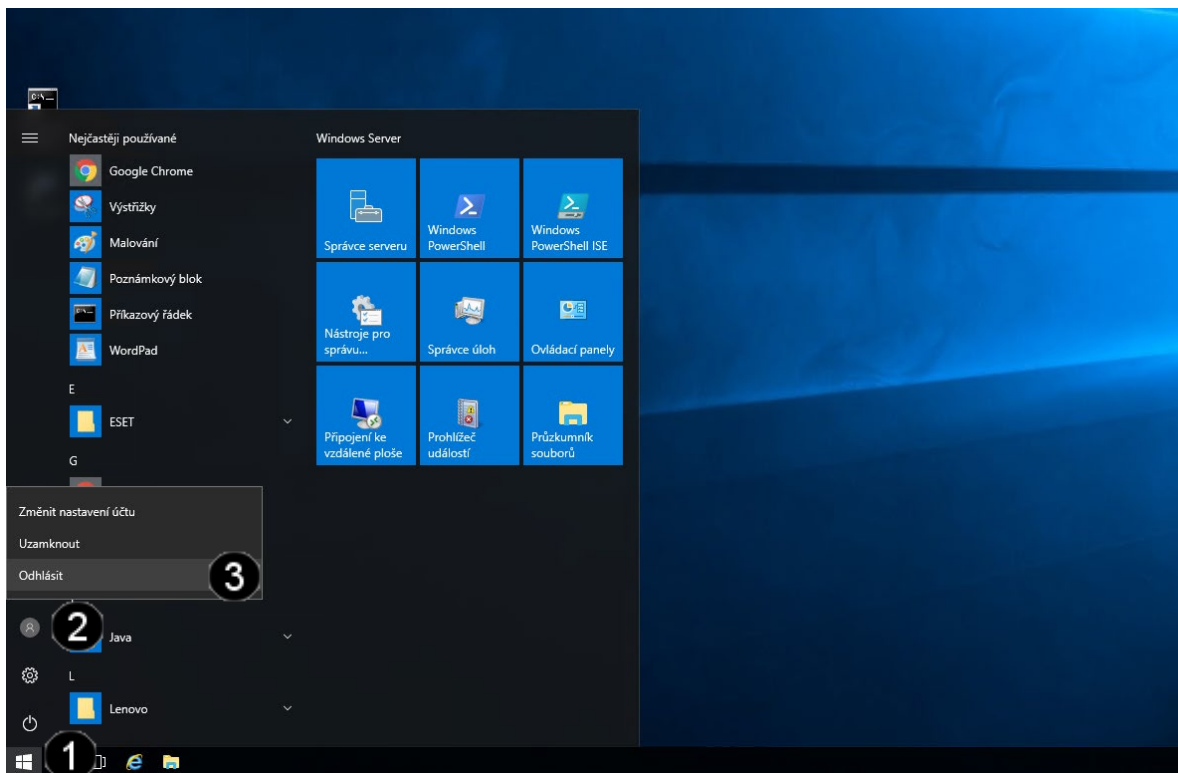 Nejčastěji používané
Google Chrome
Výstřižky
Malování
Poznámkový blok
Příkazový řádek
WordPad
E
ESET
G
Změnit nastavení účtu
Uzamknout
Odhlásit
3
2
Java
L
Lenovo
1
Windows Server
Správce serveru
Windows
PowerShell
Windows
PowerShell ISE
Nástroje pro
správu...
Správce úloh
Ovládací panely
Připojení ke
vzdálené ploše
Prohlížeč
událostí
Průzkumník
souborů